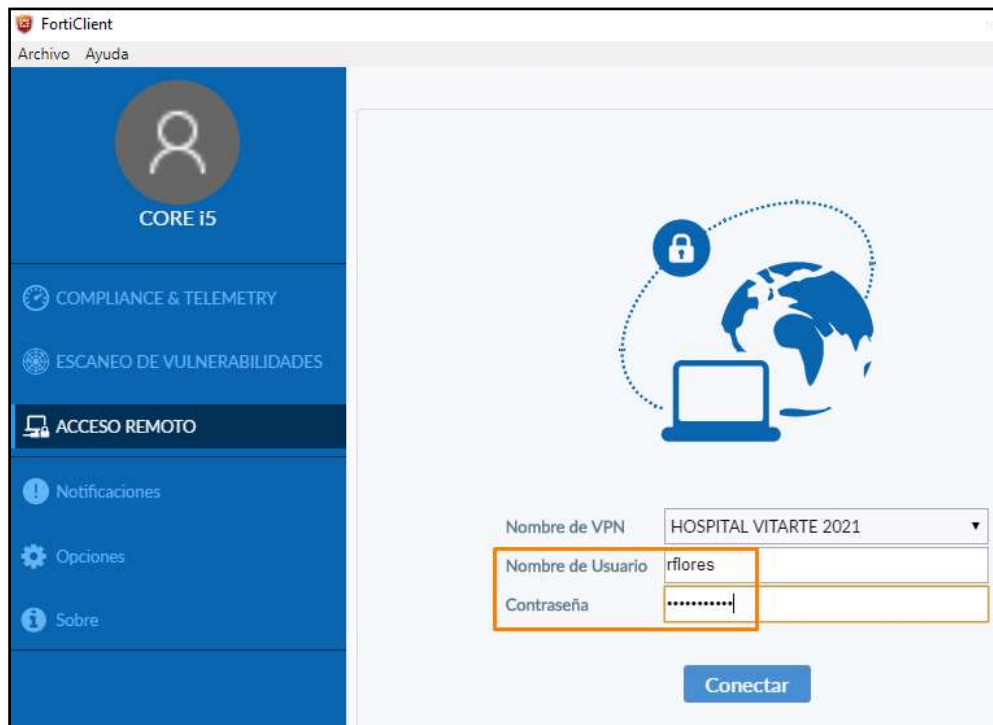 FortiClient
Archivo Ayuda
CORE i5
COMPLIANCE & TELEMETRY
ESCANEO DE VULNERABILIDADES
ACCESO REMOTO
Notificaciones
Opciones
Sobre
Nombre de VPN HOSPITAL VITARTE 2021
Nombre de Usuario rflores
Contraseña •••••••••••
Conectar